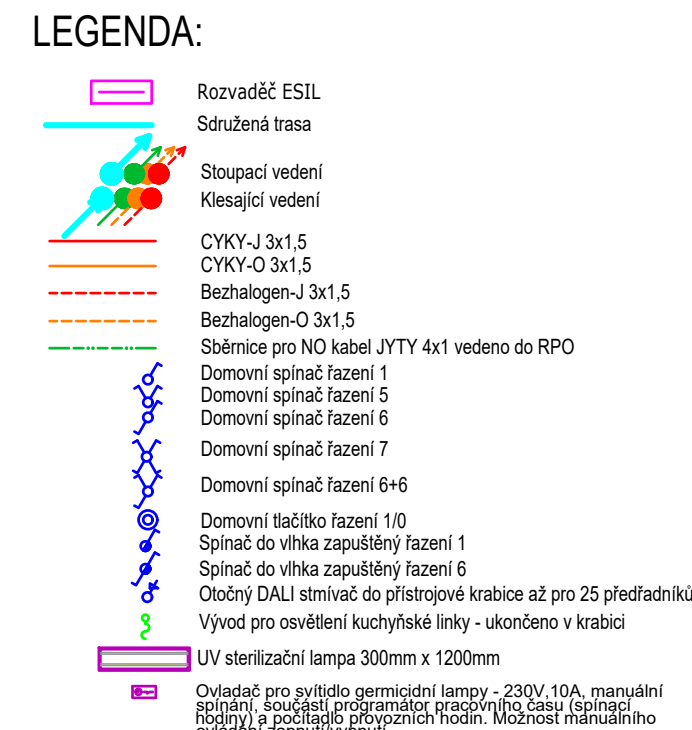 LEGENDA:
Rozvaděč ESIL
Sdružená trasa
Stoupací vedení
Klesající vedení
CYKY-J 3x1,5
CYKY-O 3x1,5
Bezhalogen-J 3x1,5
Bezhalogen-O 3x1,5
Sběrnice pro NO kabel JYTY 4x1 vedeno do RPO
Domovní spínač řazení 1
Domovní spínač řazení 5
Domovní spínač řazení 6
Domovní spínač řazení 7
Domovní spínač řazení 6+6
Domovní tlačítko řazení 1/0
Spínač do vlhka zapuštěný řazení 1
Spínač do vlhka zapuštěný řazení 6
Otočný DALI stmívač do přístrojové krabice až pro 25 předřadníků
Vývod pro osvětlení kuchyňské linky - ukončeno v krabici
UV sterilizační lampa 300mm x 1200mm
Ovladač pro svítidlo germicidní lampy - 230V,10A, manuální
spínání, součástí programátor pracovního času (spínací
hodiny) a počítadlo provozních hodin. Možnost manuálního
ovládání zapnutí/vypnutí